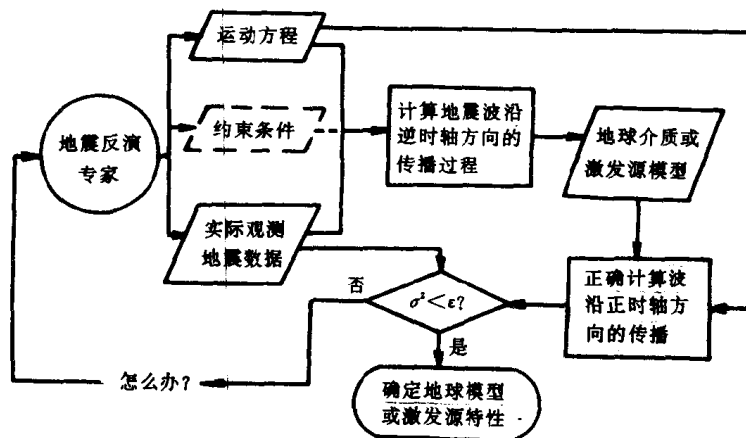 运动方程
约束条件
地震反演
专家
实际观测
地震数据
计算地震波沿
逆时轴方向的
传播过程
地球介质或
激发源模型
正确计算波
沿正时轴方
向的传播
σ²<ε?
否
是
怎么办?
确定地球模型
或激发源特性